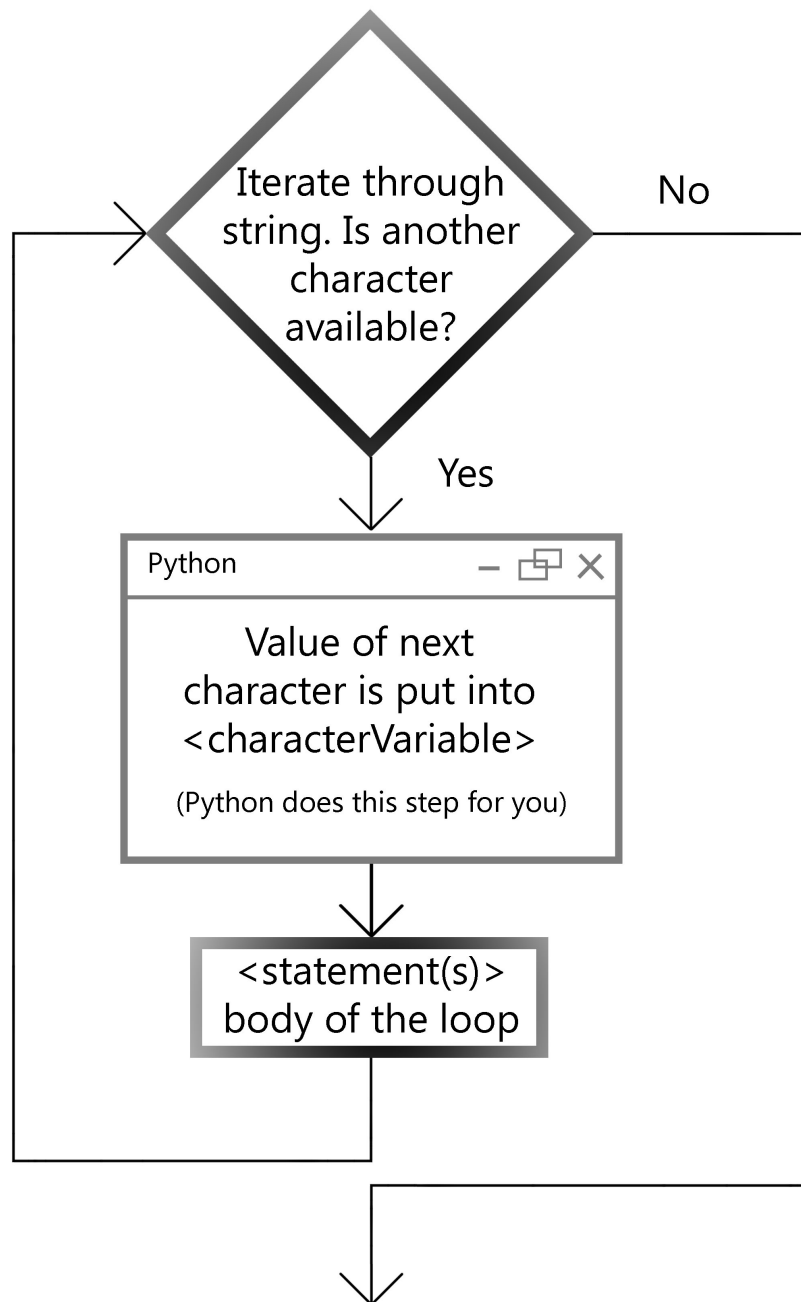 Iterate through
string. Is another
character
available?
No
Yes
Python
Value of next
character is put into
<characterVariable>
(Python does this step for you)
<statement(s)>
body of the loop